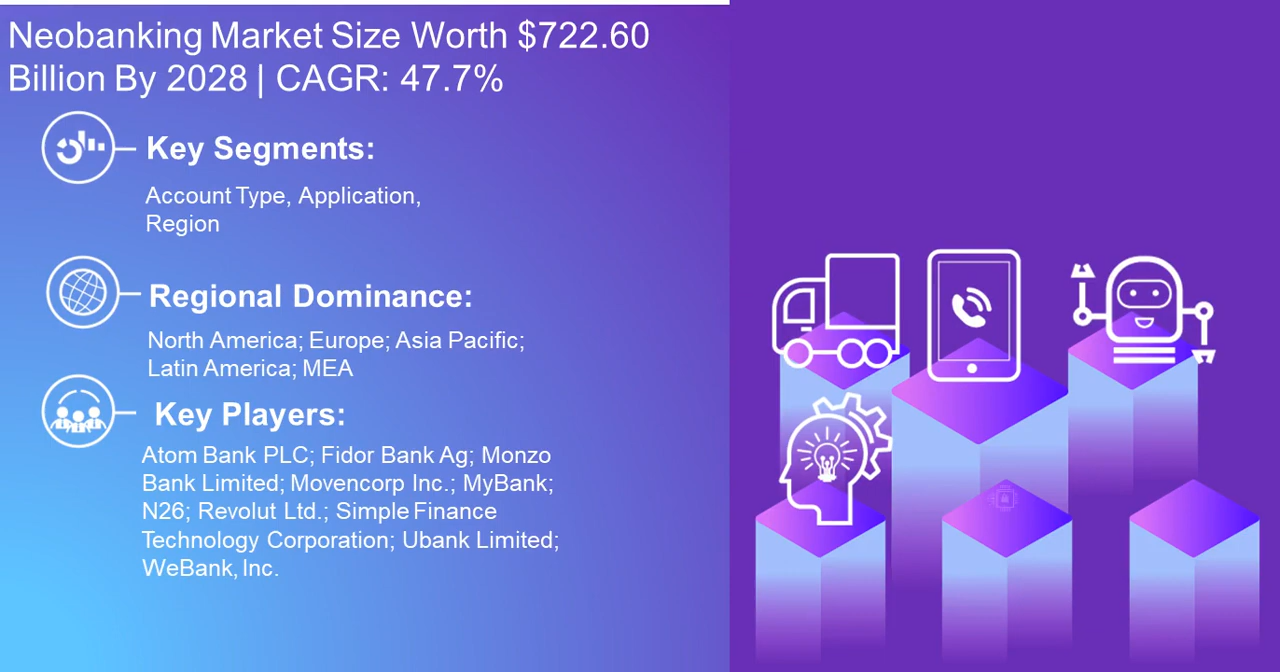 Neobanking Market Size Worth $722.60
Billion By 2028 | CAGR: 47.7%
Key Segments:
Account Type, Application,
Region
Regional Dominance:
North America; Europe; Asia Pacific;
Latin America; MEA
Key Players:
Atom Bank PLC; Fidor Bank Ag; Monzo
Bank Limited; Movencorp Inc.; MyBank;
N26; Revolut Ltd.; Simple Finance
Technology Corporation; Ubank Limited;
WeBank, Inc.